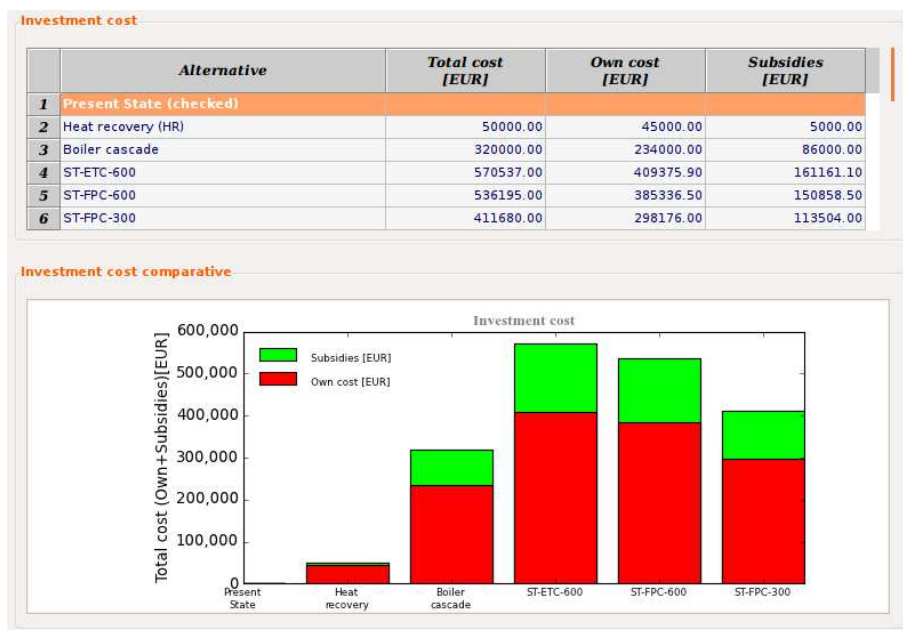 Investment cost
Alternative Total cost [EUR] Own cost [EUR] Subsidies [EUR]
1 Present State (checked)
2 Heat recovery (HR) 50000.00 45000.00 5000.00
3 Boiler cascade 320000.00 234000.00 86000.00
4 ST-ETC-600 570537.00 409375.90 161161.10
5 ST-FPC-600 536195.00 385336.50 150858.50
6 ST-FPC-300 411680.00 298176.00 113504.00
Investment cost comparative
Investment cost
Total cost (Own+Subsidies)[EUR]
600,000
500,000
400,000
300,000
200,000
100,000
0
Subsidies [EUR]
Own cost [EUR]
Present State
Heat recovery
Boiler cascade
ST-ETC-600
ST-FPC-600
ST-FPC-300